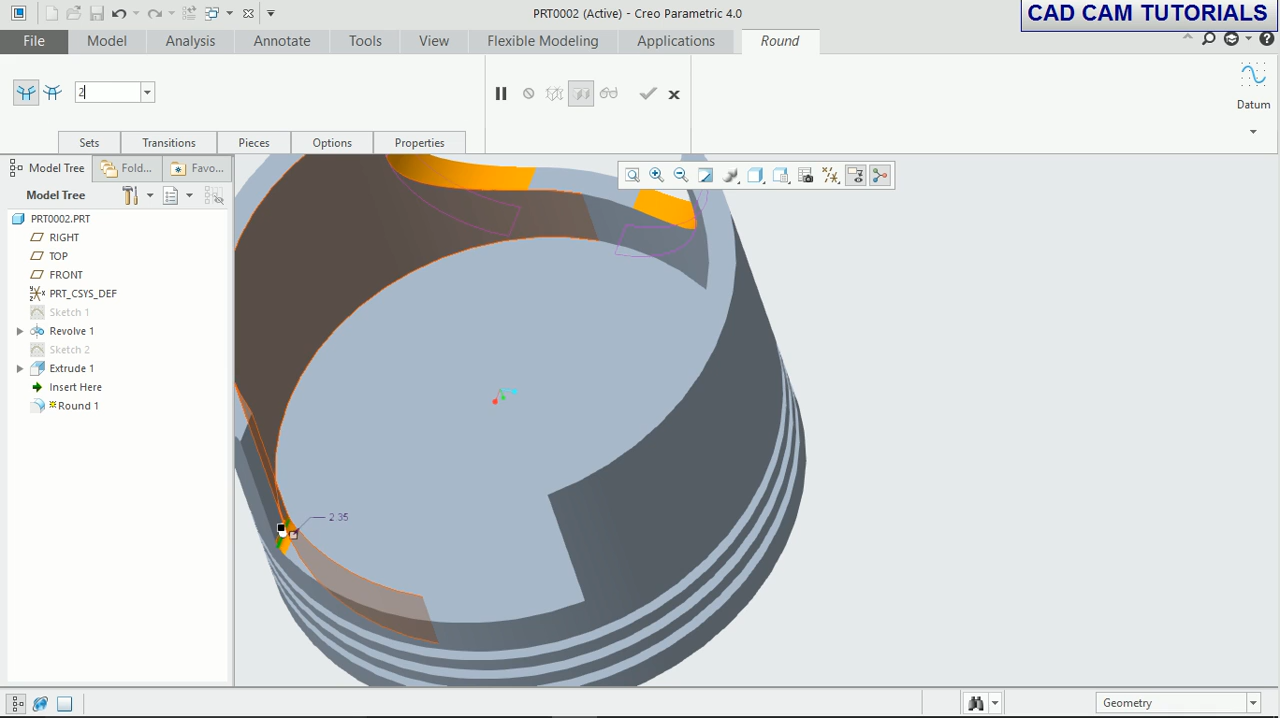 PRT0002 (Active) - Creo Parametric 4.0
CAD CAM TUTORIALS
File Model Analysis Annotate Tools View Flexible Modeling Applications Round
2
Datum
Sets Transitions Pieces Options Properties
Model Tree Fold... Favo...
Model Tree
PRT0002.PRT
RIGHT
TOP
FRONT
PRT_CSYS_DEF
Sketch 1
Revolve 1
Sketch 2
Extrude 1
Insert Here
Round 1
2.35
Geometry